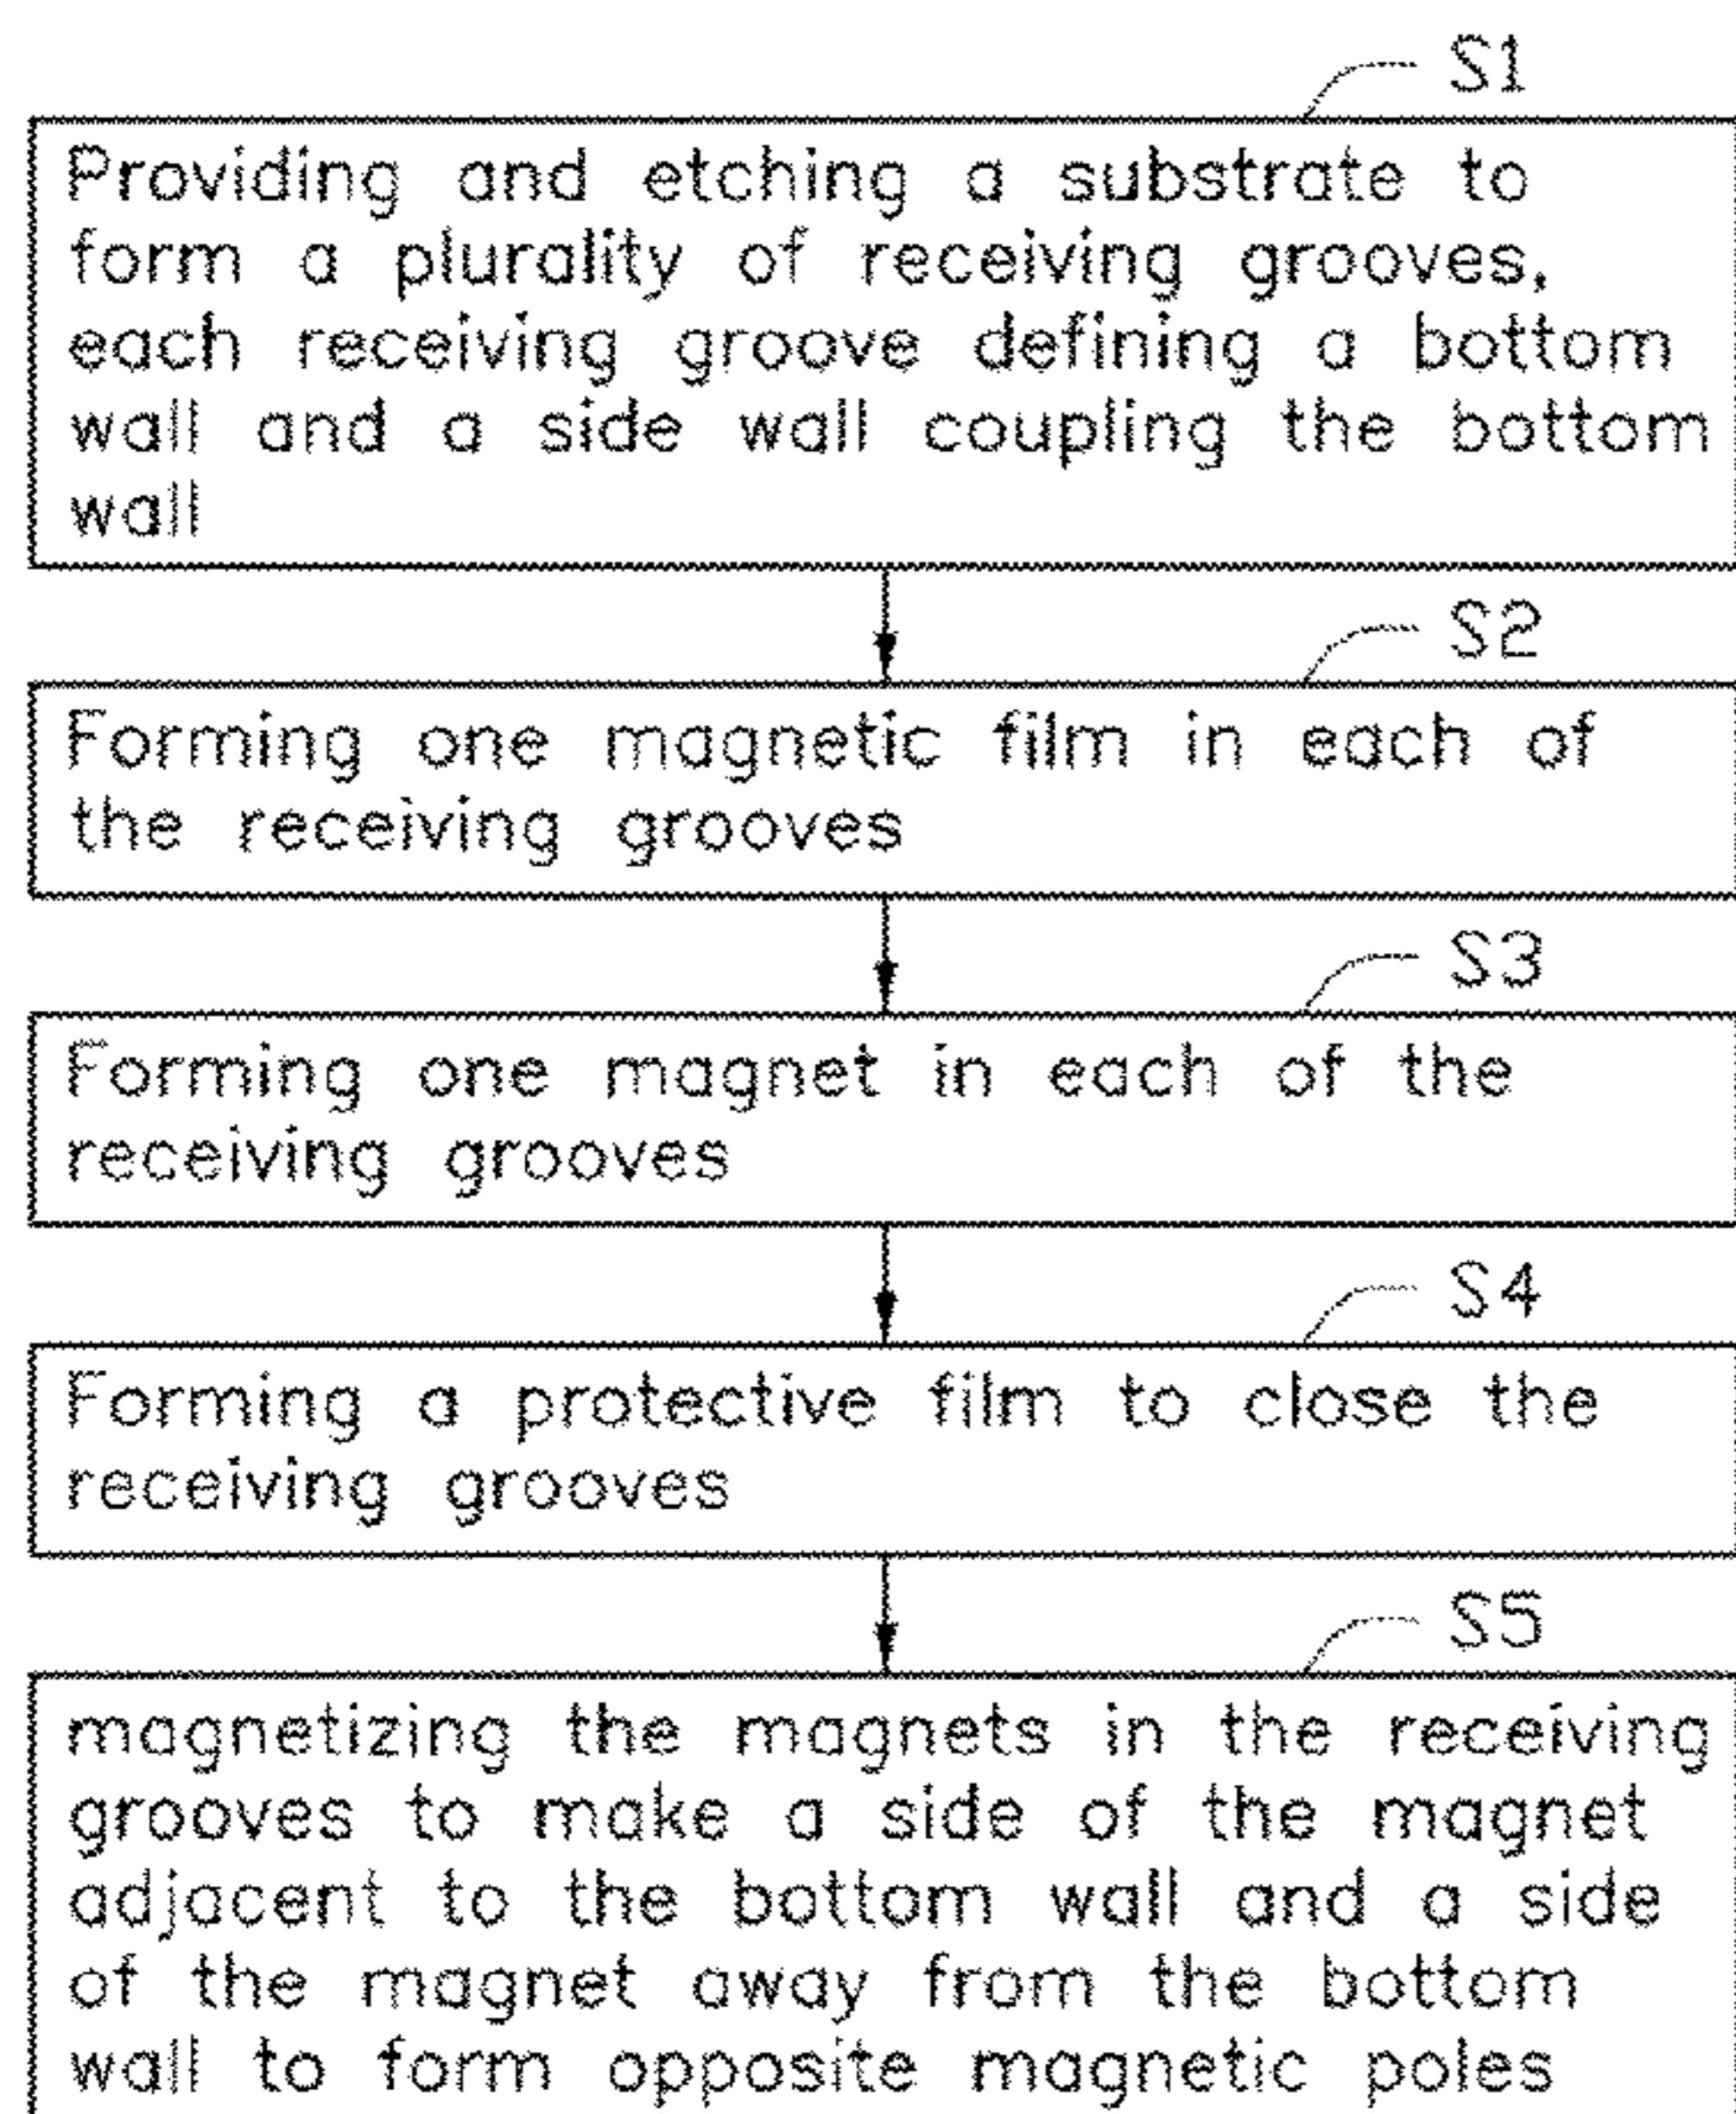 S1
Providing and etching a substrate to
form a plurality of receiving grooves,
each receiving groove defining a bottom
wall and a side wall coupling the bottom
wall
S2
Forming one magnetic film in each of
the receiving grooves
S3
Forming one magnet in each of the
receiving grooves
S4
Forming a protective film to close the
receiving grooves
S5
magnetizing the magnets in the receiving
grooves to make a side of the magnet
adjacent to the bottom wall and a side
of the magnet away from the bottom
wall to form opposite magnetic poles